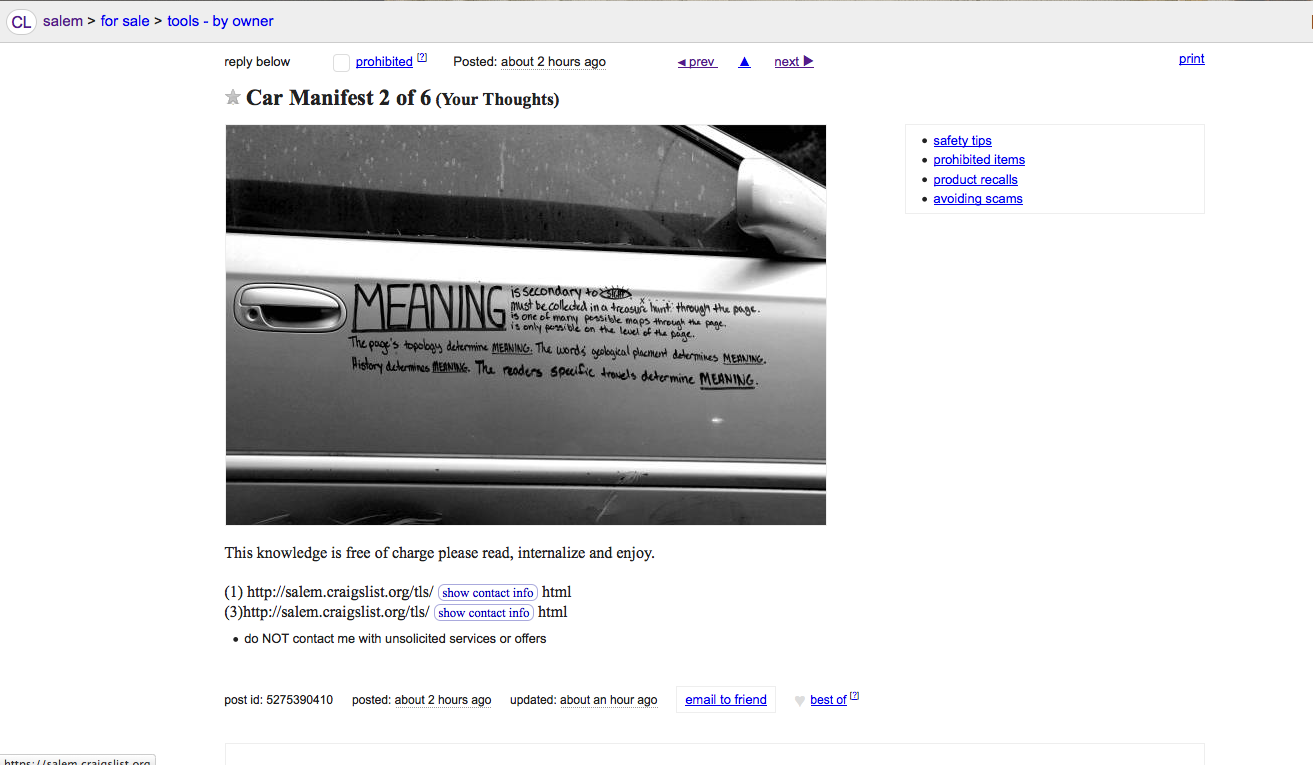 CL salem > for sale > tools - by owner
reply below prohibited [?] Posted: about 2 hours ago ◄ prev ▲ next ► print
Car Manifest 2 of 6 (Your Thoughts)
safety tips
prohibited items
product recalls
avoiding scams
MEANING is secondary to
must be collected in a treasure hunt through the page.
is one of many possible maps through the page.
is only possible on the level of the page.
The page's topology determine MEANING. The words' geological placment determines MEANING.
History determines MEANING. The readers specific travels determine MEANING.
This knowledge is free of charge please read, internalize and enjoy.
(1) http://salem.craigslist.org/tls/ show contact info html
(3)http://salem.craigslist.org/tls/ show contact info html
• do NOT contact me with unsolicited services or offers
post id: 5275390410 posted: about 2 hours ago updated: about an hour ago email to friend ♥ best of [?]
https://salem.craigslist.org